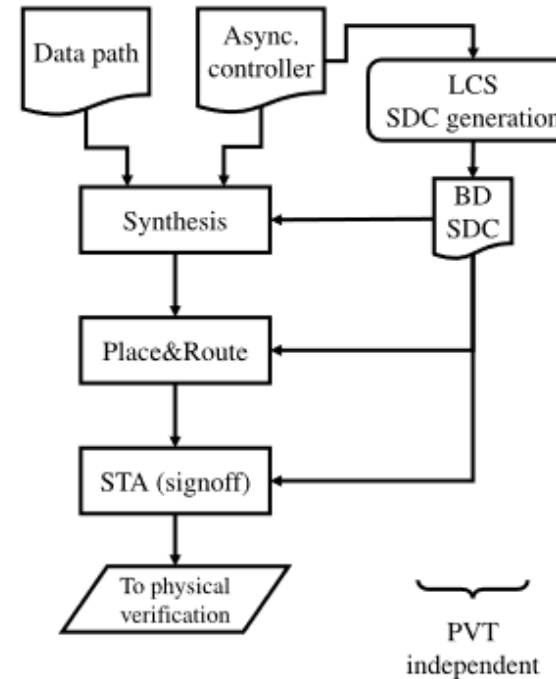 Data path
Async.
controller
LCS
SDC generation
BD
SDC
Synthesis
Place&Route
STA (signoff)
To physical
verification
PVT
independent